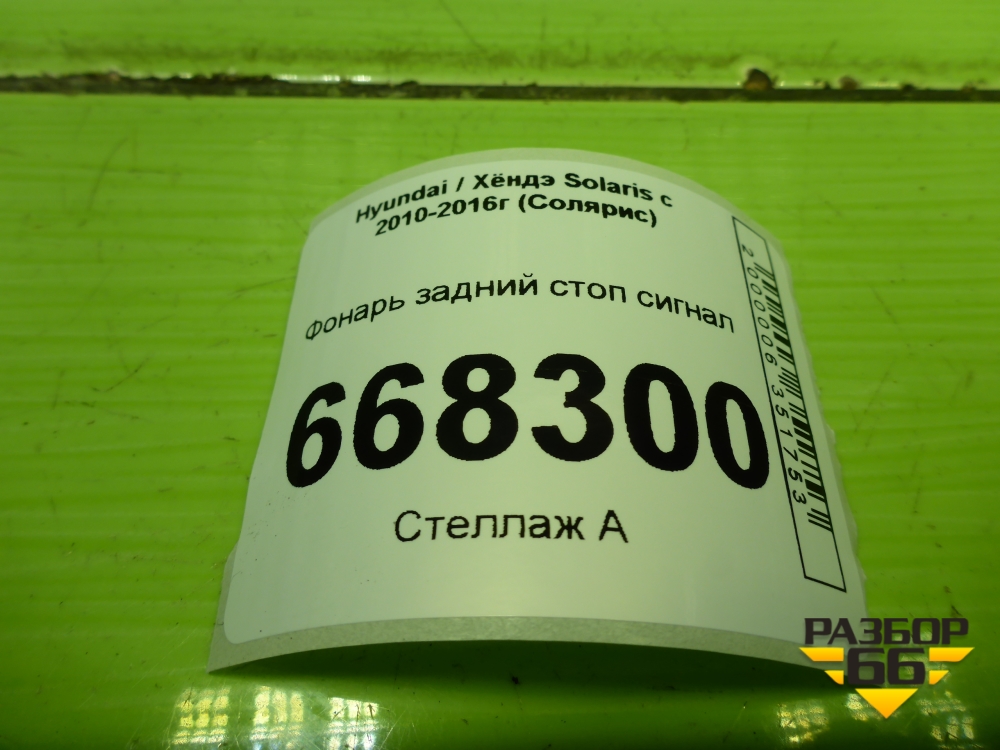 Hyundai / Хёндэ Solaris с
2010-2016г (Солярис)
Фонарь задний стоп сигнал
668300
Стеллаж А
2000006351753
РАЗБОР
66